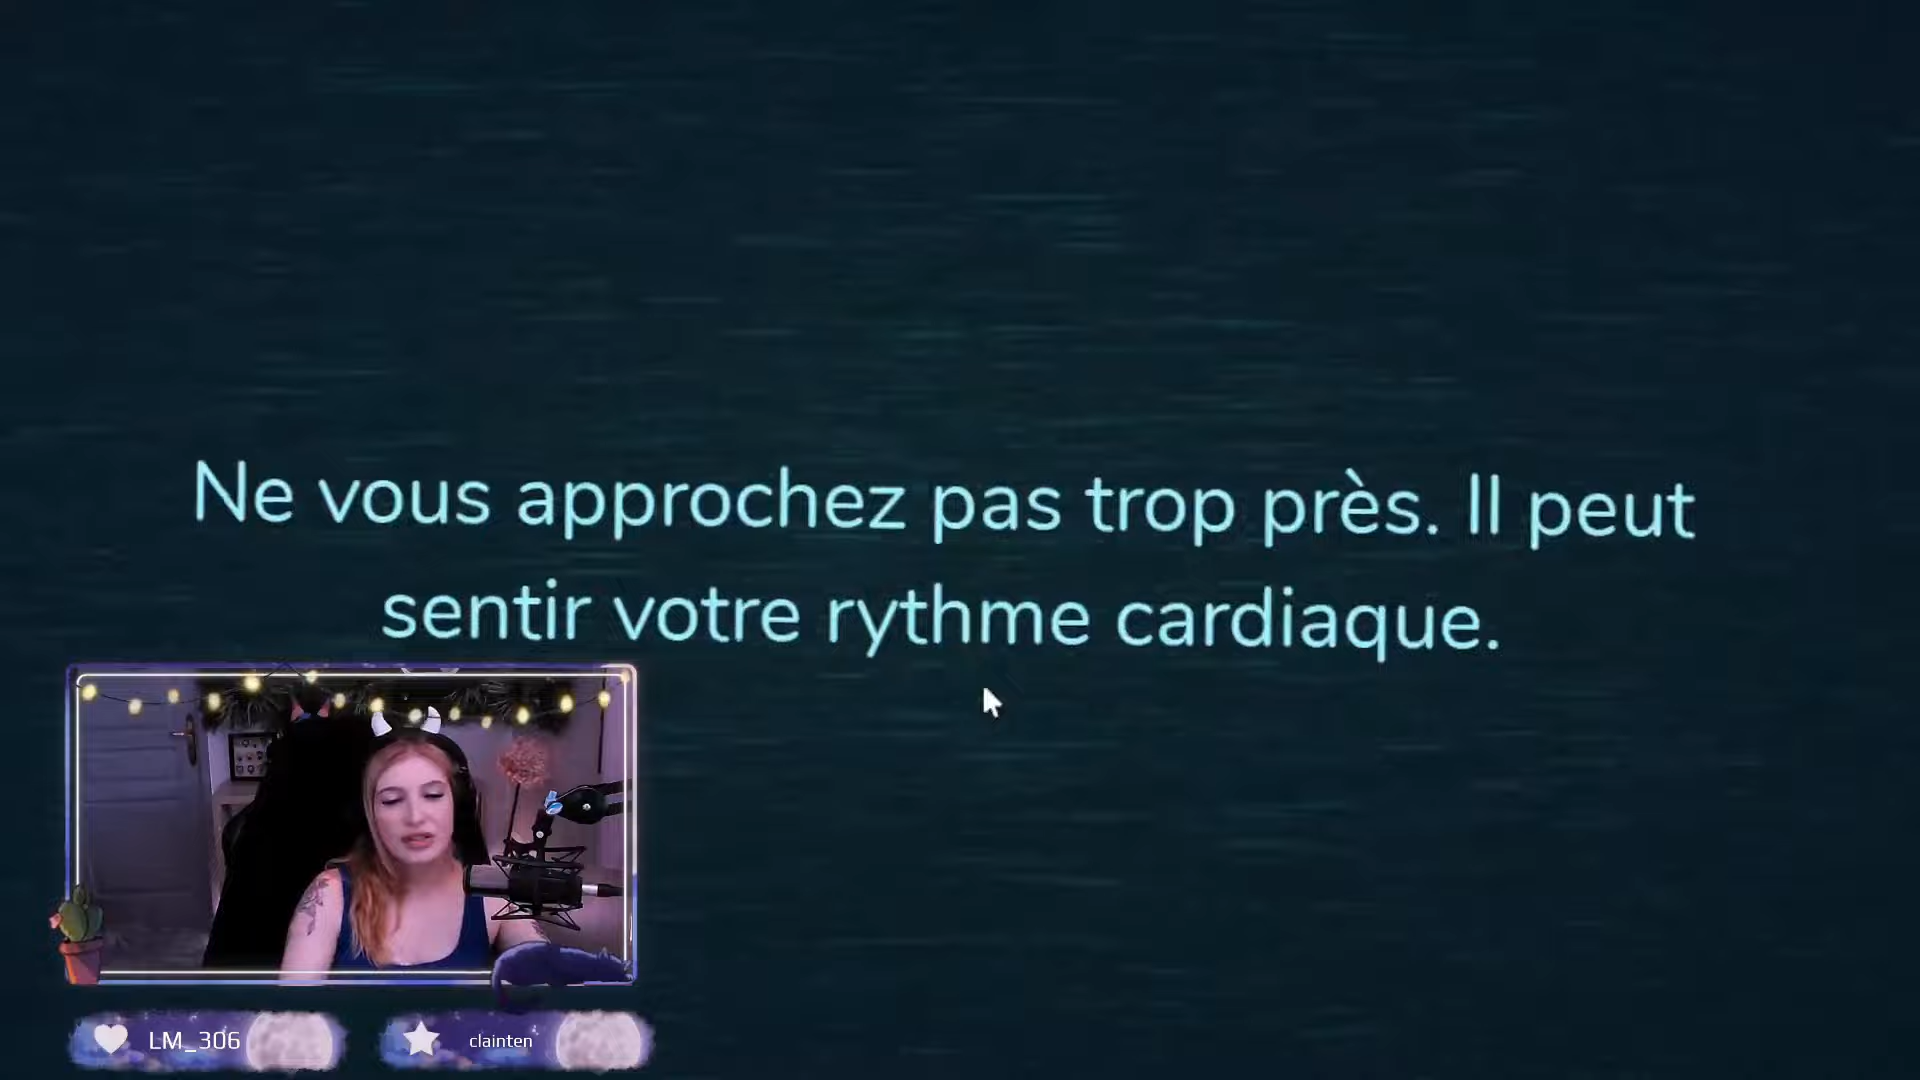 Ne vous approchez pas trop près. Il peut
sentir votre rythme cardiaque.
LM_306
clainten